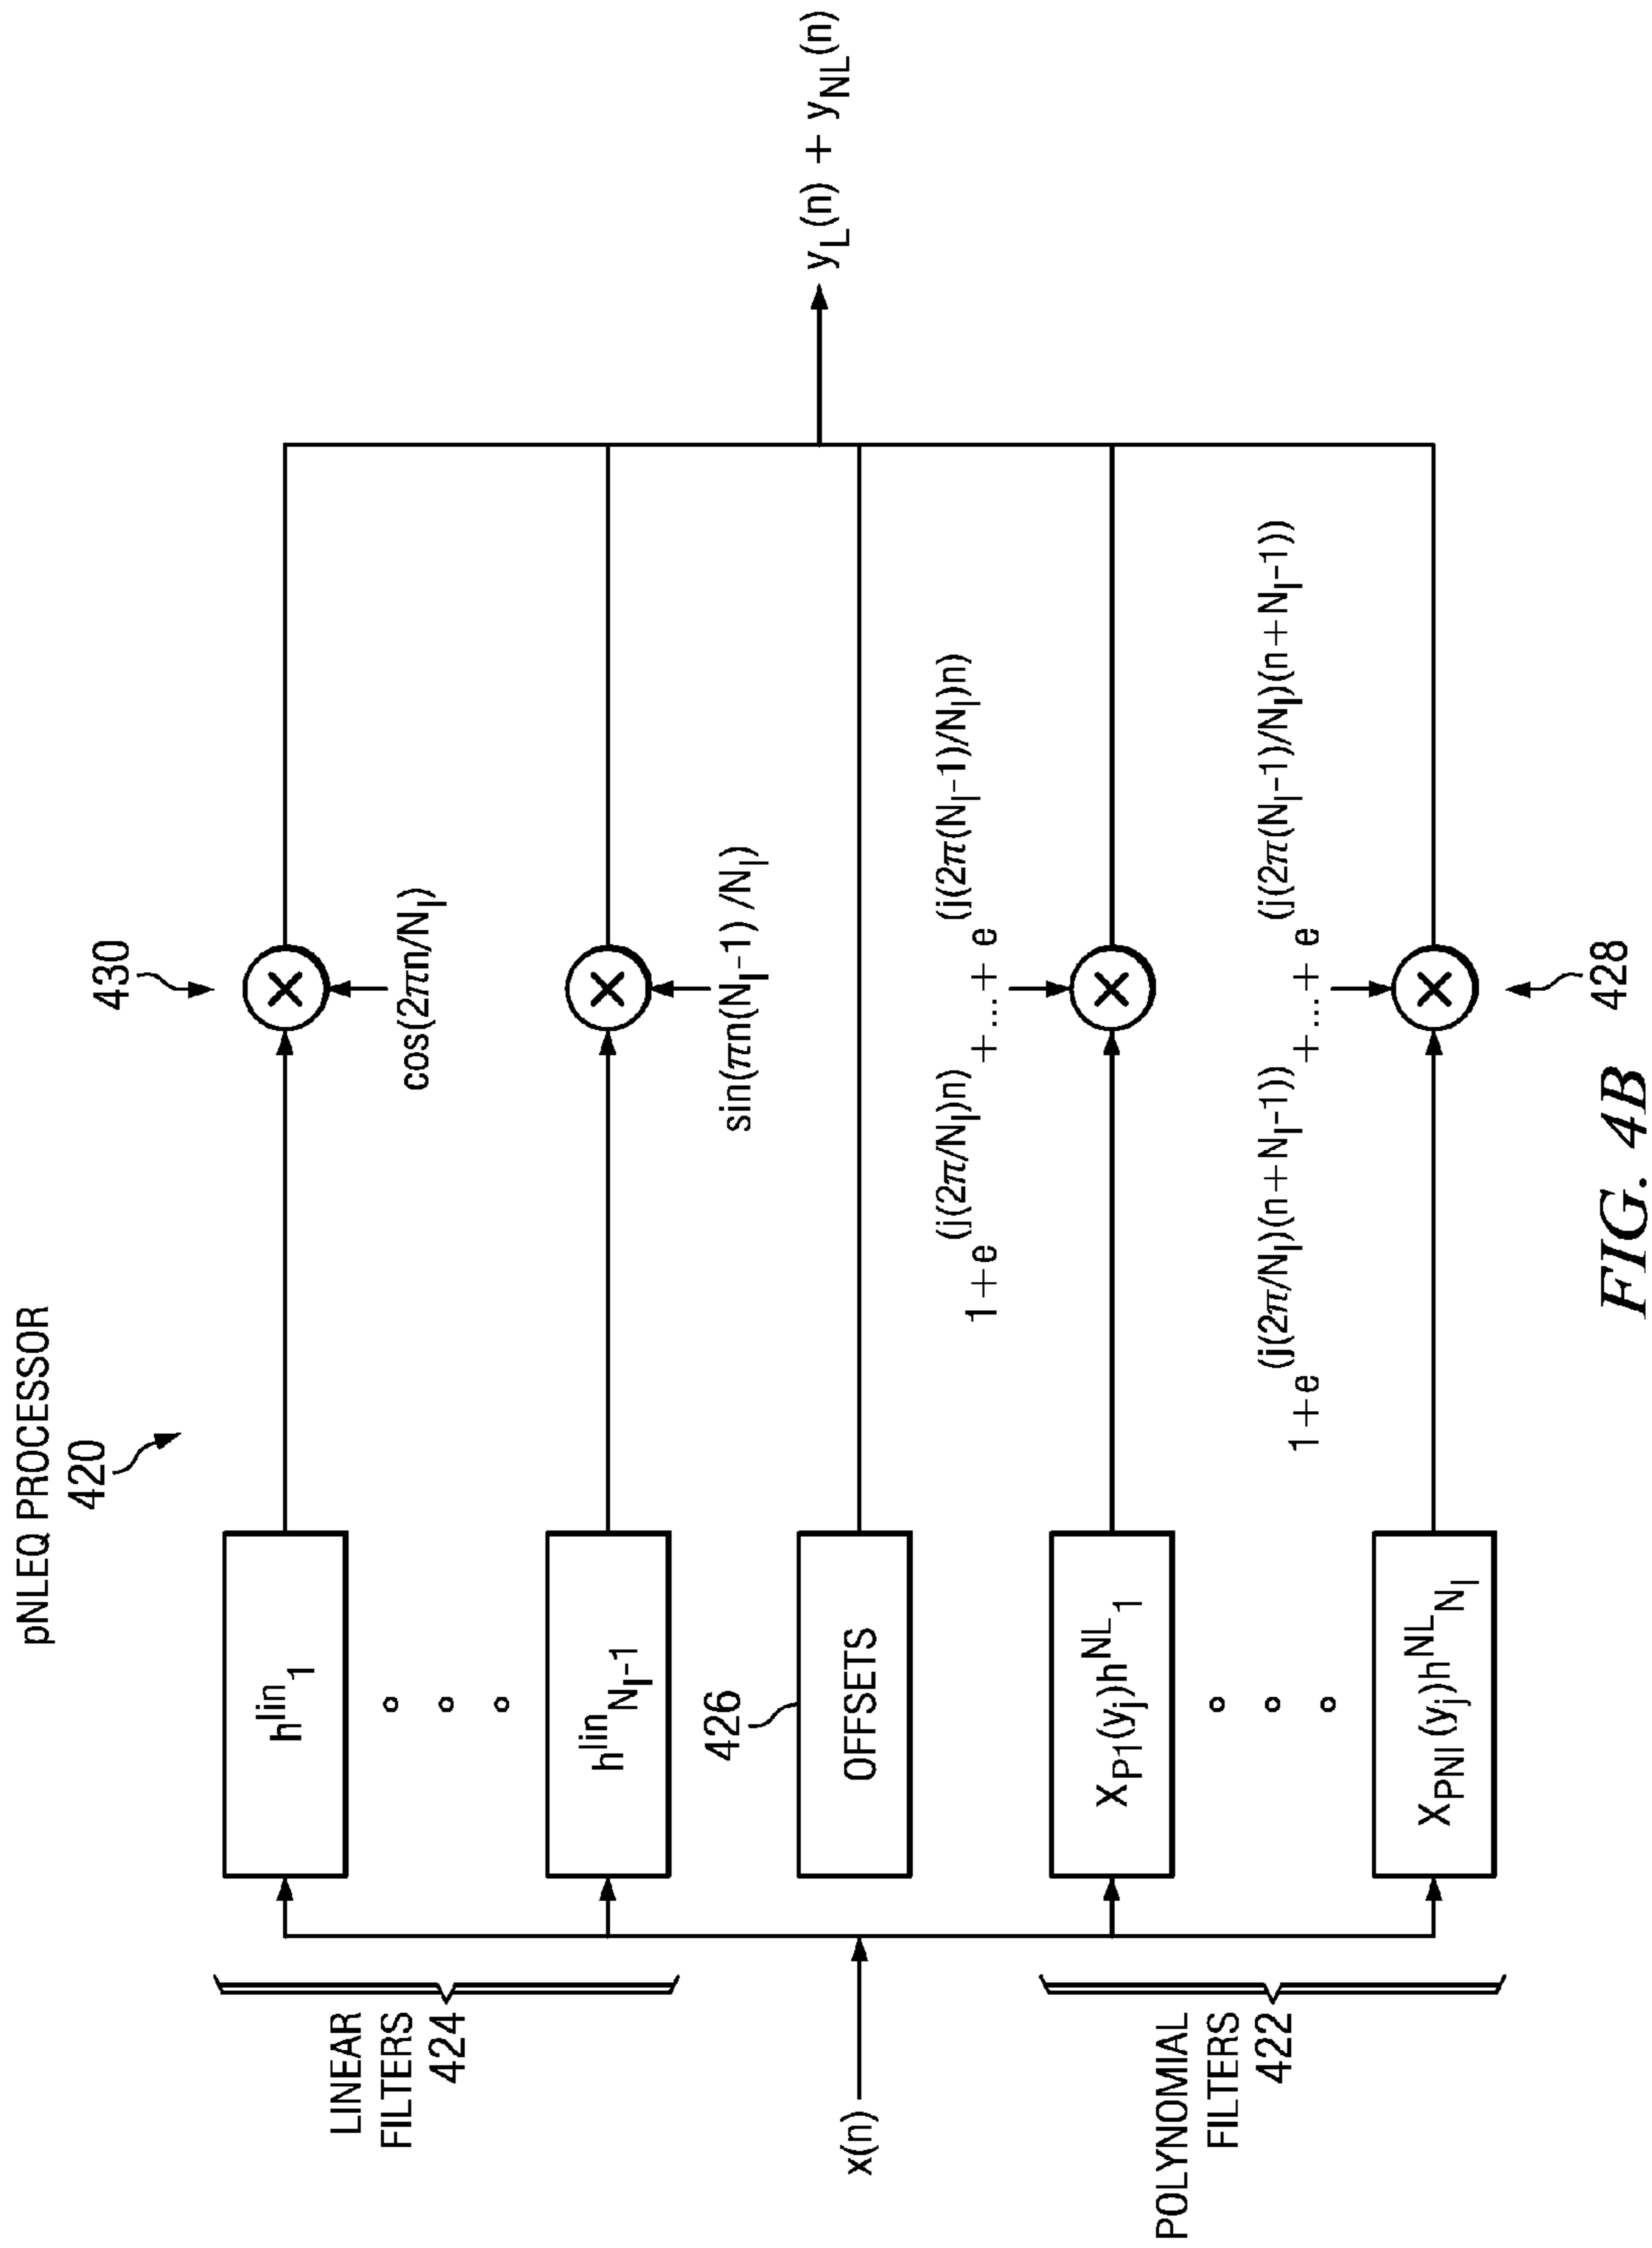 pNLEQ PROCESSOR
420
430
LINEAR
FILTERS
424
h^lin_1
cos(2πn/N_I)
h^lin_N_I-1
sin(πn(N_I-1) /N_I)
x(n)
426
OFFSETS
y_L(n) + y_NL(n)
1+e^(j(2π/N_I)n) +...+ e^(j(2π(N_I-1)/N_I)n)
POLYNOMIAL
FILTERS
422
X_P1(y_j)h^NL_1
1+e^(j(2π/N_I)(n+N_I-1)) +...+ e^(j(2π(N_I-1)/N_I)(n+N_I-1))
X_PNI(y_j)h^NL_N_I
428
FIG. 4B